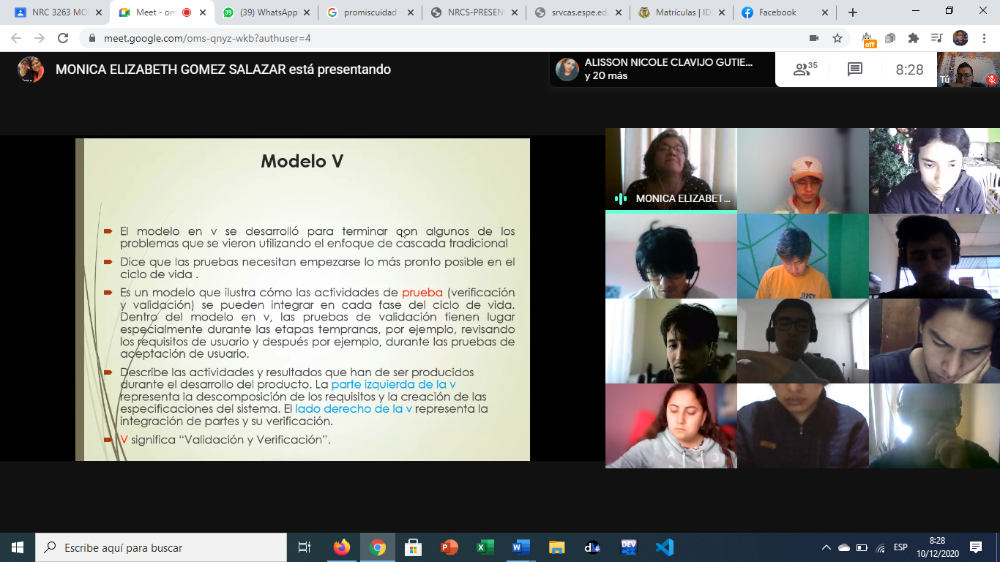 NRC 3263 MO
Meet - om
(39) WhatsApp
promiscuidad
NRCS-PRESEN
srvcas.espe.ed
Matrículas | ID
Facebook
meet.google.com/oms-qnyz-wkb?authuser=4
off
MONICA ELIZABETH GOMEZ SALAZAR está presentando
ALISSON NICOLE CLAVIJO GUTIE...
y 20 más
35
8:28
Tú
Modelo V
El modelo en v se desarrolló para terminar con algunos de los
problemas que se vieron utilizando el enfoque de cascada tradicional
Dice que las pruebas necesitan empezarse lo más pronto posible en el
ciclo de vida .
Es un modelo que ilustra cómo las actividades de prueba (verificación
y validación) se pueden integrar en cada fase del ciclo de vida.
Dentro del modelo en v, las pruebas de validación tienen lugar
especialmente durante las etapas tempranas, por ejemplo, revisando
los requisitos de usuario y después por ejemplo, durante las pruebas de
aceptación de usuario.
Describe las actividades y resultados que han de ser producidos
durante el desarrollo del producto. La parte izquierda de la v
representa la descomposición de los requisitos y la creación de las
especificaciones del sistema. El lado derecho de la v representa la
integración de partes y su verificación.
V significa “Validación y Verificación”.
MONICA ELIZABET...
JUST
Escribe aquí para buscar
DEV
ESP
8:28
10/12/2020